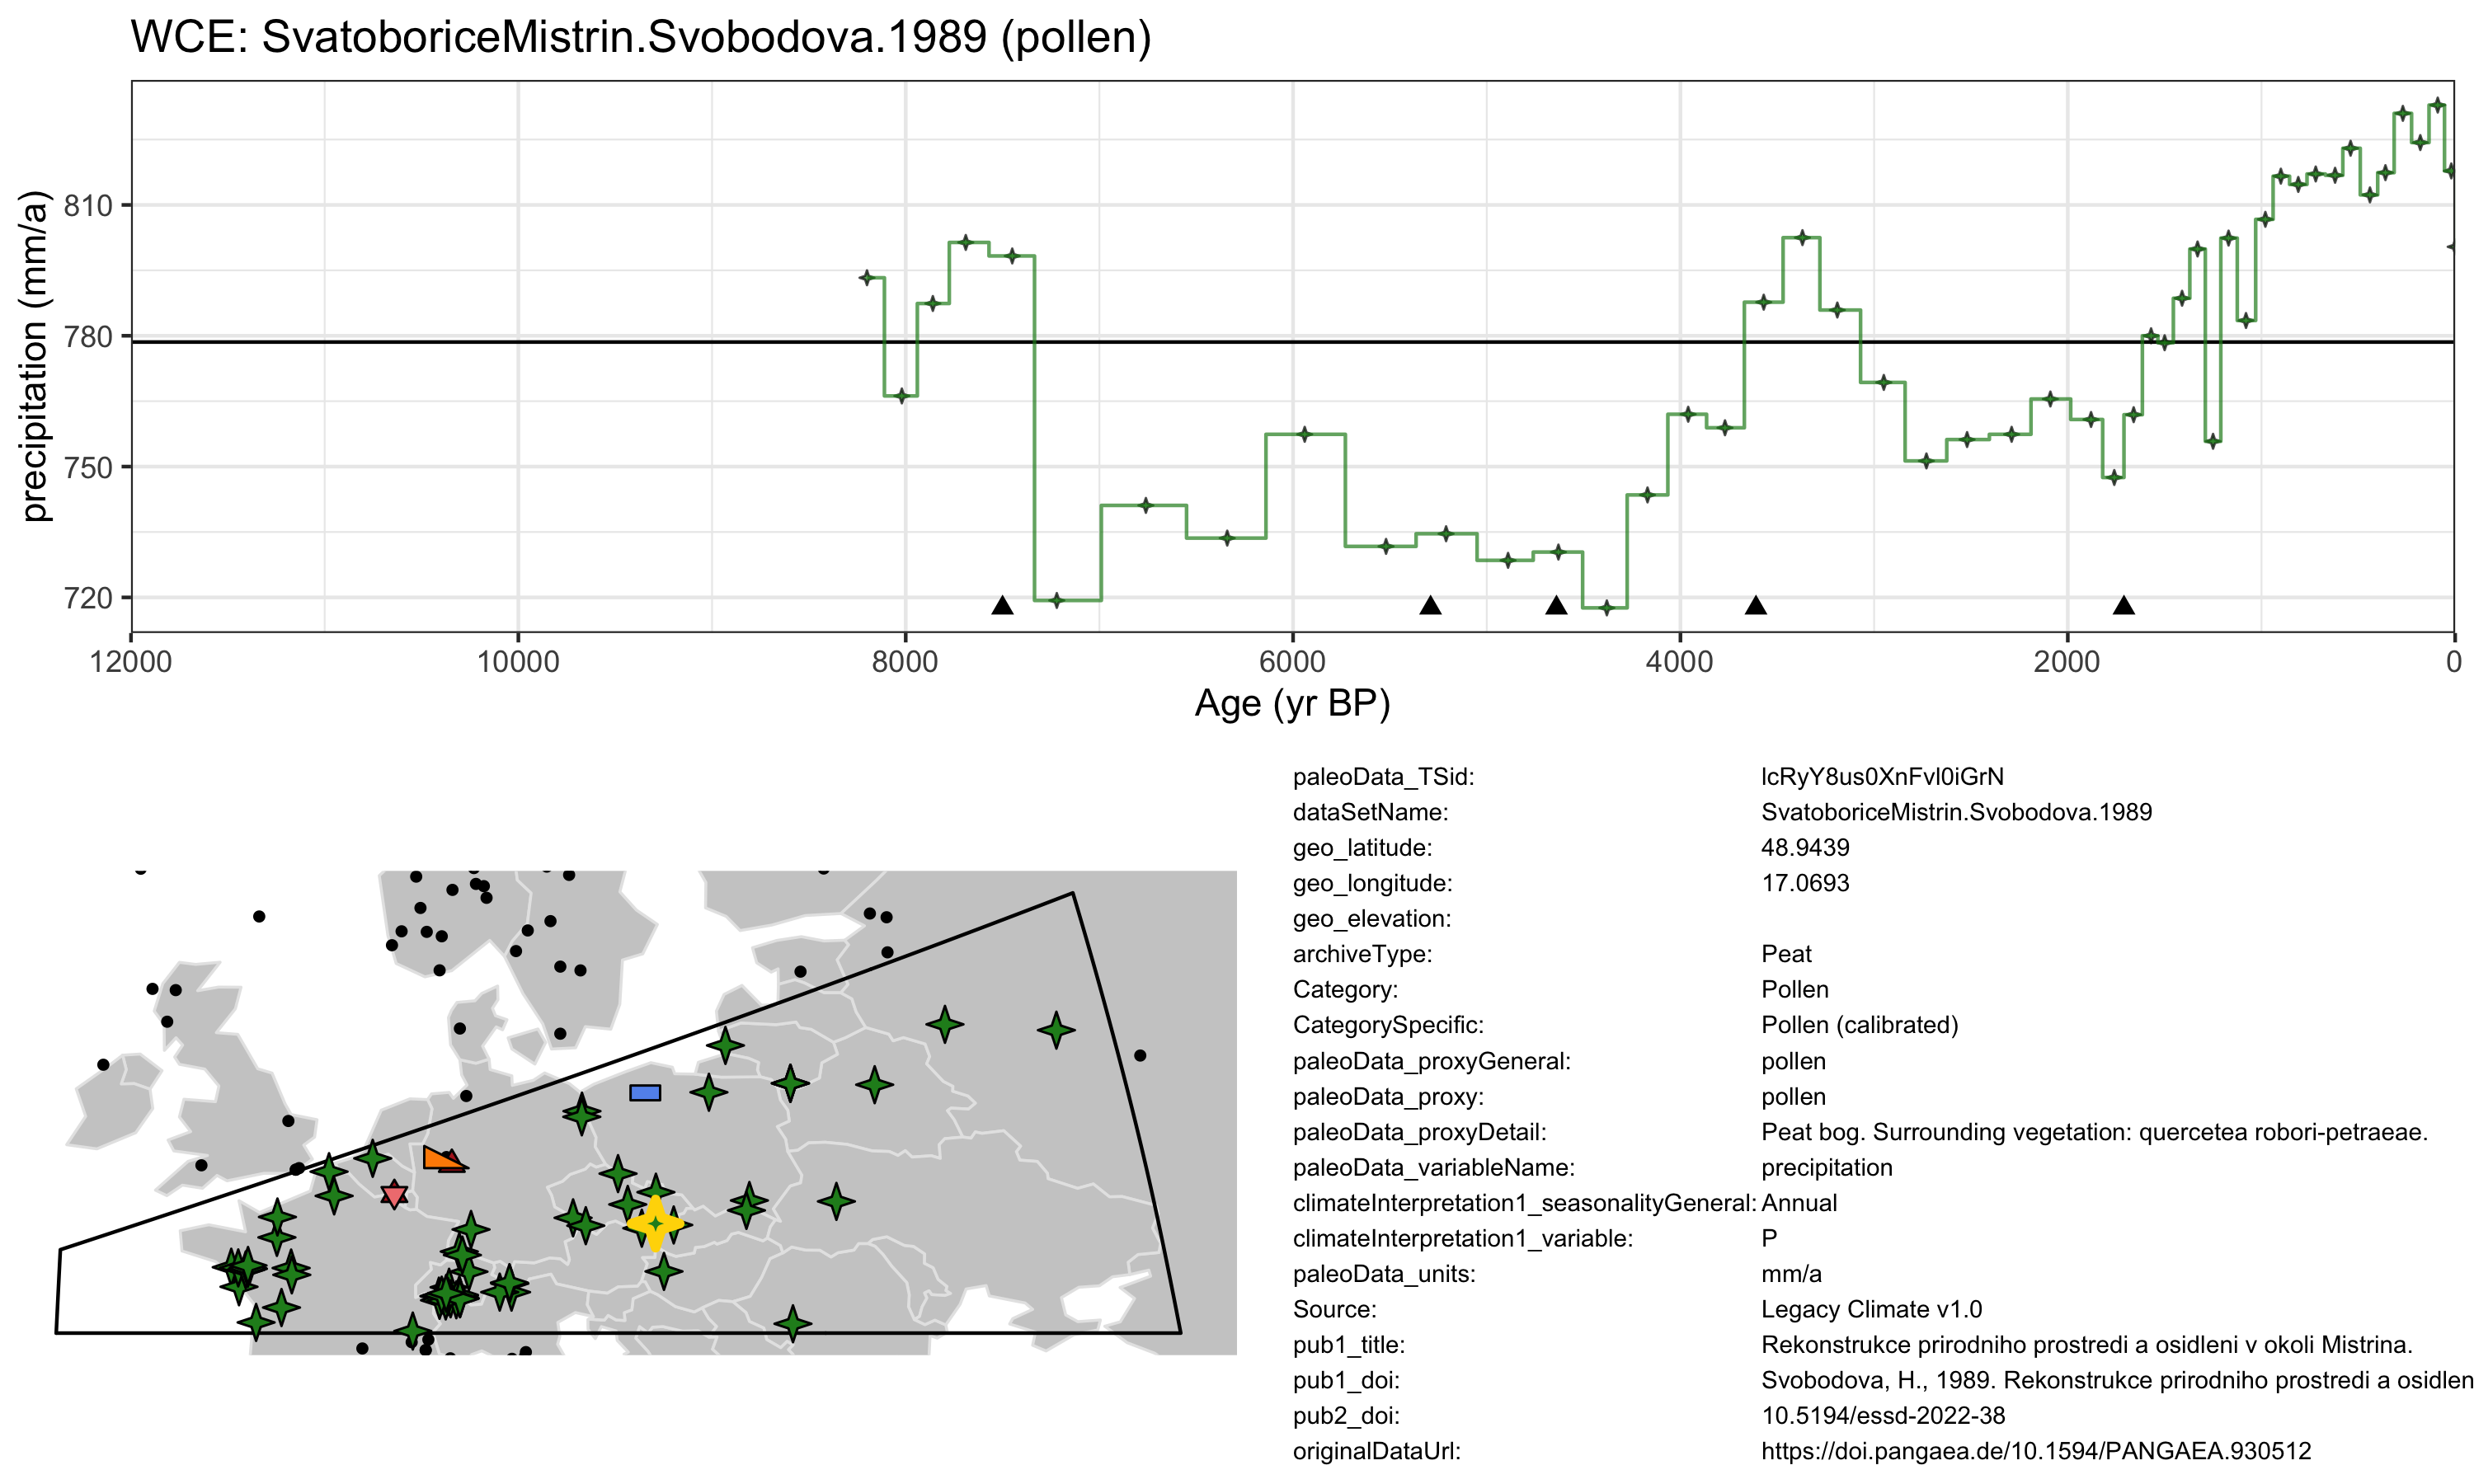 WCE: SvatoboriceMistrin.Svobodova.1989 (pollen)
precipitation (mm/a)
810
780
750
720
12000 10000 8000 6000 4000 2000 0
Age (yr BP)
paleoData_TSid: lcRyY8us0XnFvl0iGrN
dataSetName: SvatoboriceMistrin.Svobodova.1989
geo_latitude: 48.9439
geo_longitude: 17.0693
geo_elevation:
archiveType: Peat
Category: Pollen
CategorySpecific: Pollen (calibrated)
paleoData_proxyGeneral: pollen
paleoData_proxy: pollen
paleoData_proxyDetail: Peat bog. Surrounding vegetation: quercetea robori-petraeae.
paleoData_variableName: precipitation
climateInterpretation1_seasonalityGeneral: Annual
climateInterpretation1_variable: P
paleoData_units: mm/a
Source: Legacy Climate v1.0
pub1_title: Rekonstrukce prirodniho prostredi a osidleni v okoli Mistrina.
pub1_doi: Svobodova, H., 1989. Rekonstrukce prirodniho prostredi a osidlen
pub2_doi: 10.5194/essd-2022-38
originalDataUrl: https://doi.pangaea.de/10.1594/PANGAEA.930512